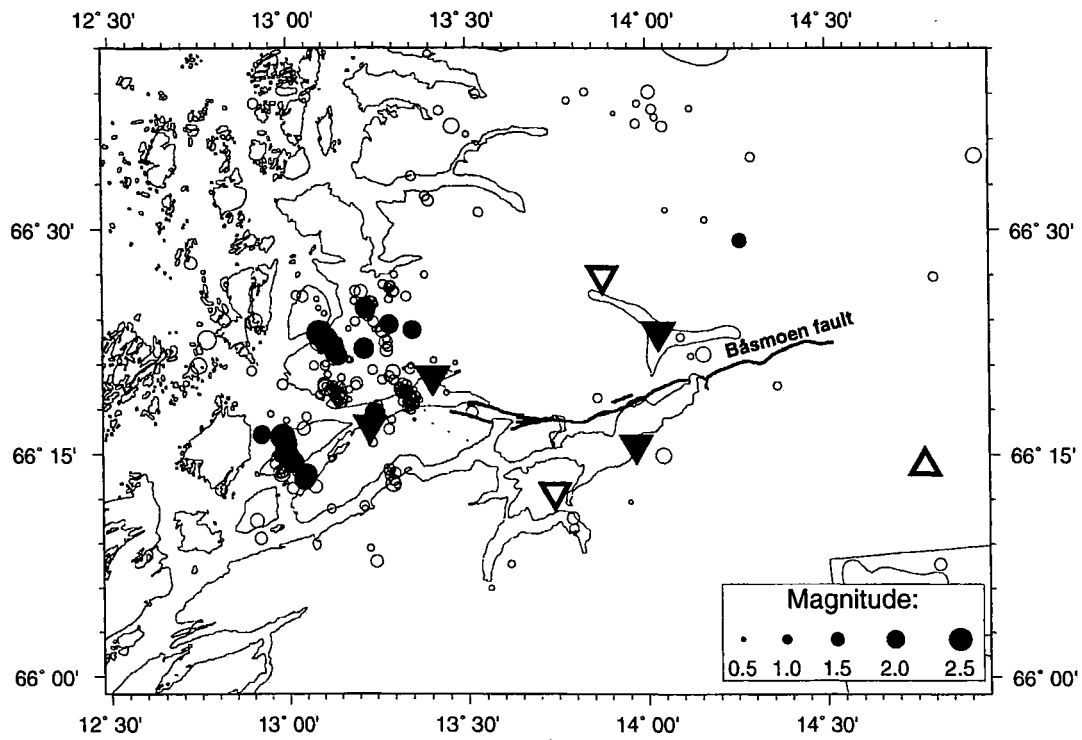 12° 30' 13° 00' 13° 30' 14° 00' 14° 30'
66° 30' 66° 30'
Båsmoen fault
66° 15' 66° 15'
Magnitude:
0.5 1.0 1.5 2.0 2.5
66° 00' 66° 00'
12° 30' 13° 00' 13° 30' 14° 00' 14° 30'